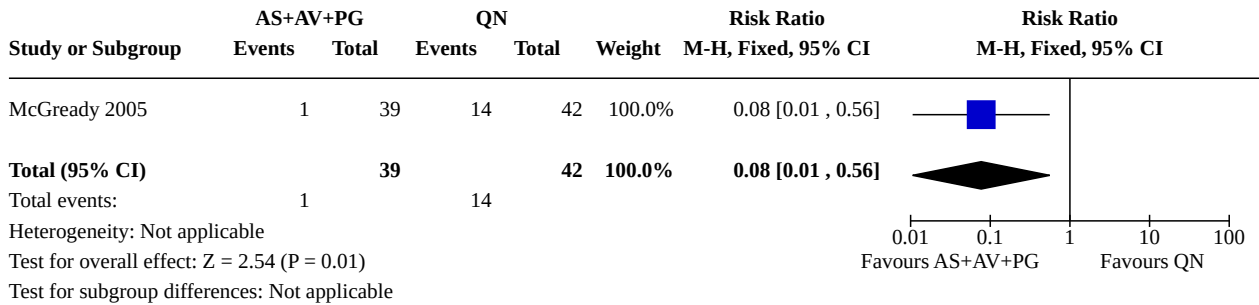 AS+AV+PG QN Risk Ratio Risk Ratio
Study or Subgroup Events Total Events Total Weight M-H, Fixed, 95% CI M-H, Fixed, 95% CI
McGready 2005 1 39 14 42 100.0% 0.08 [0.01 , 0.56]
Total (95% CI) 39 42 100.0% 0.08 [0.01 , 0.56]
Total events: 1 14
Heterogeneity: Not applicable
Test for overall effect: Z = 2.54 (P = 0.01)
Test for subgroup differences: Not applicable
0.01 0.1 1 10 100
Favours AS+AV+PG Favours QN